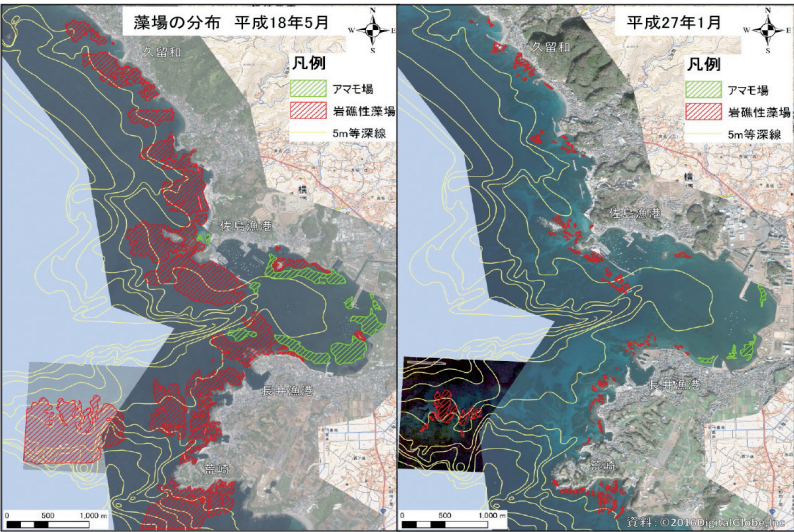 藻場の分布 平成18年5月
N
W E
S
久留和
凡例
アマモ場
岩礁性藻場
5m等深線
佐島漁港
長井漁港
荒崎
0 500 1,000 m
平成27年1月
N
W E
S
久留和
凡例
アマモ場
岩礁性藻場
5m等深線
横
佐島漁港
長井漁港
荒崎
0 500 1,000 m
資料:©2016DigitalGlobe,Inc